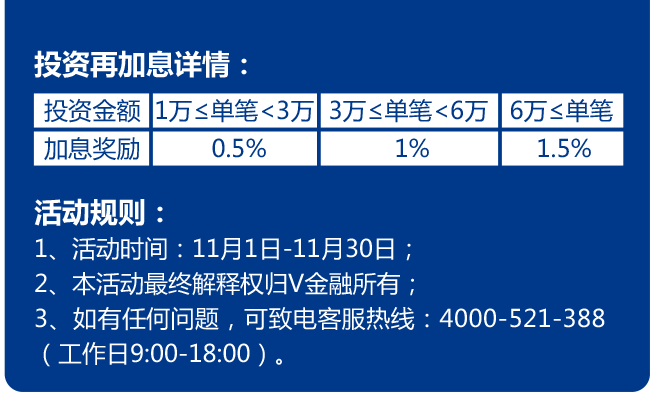 投资再加息详情：
投资金额 1万≤单笔<3万 3万≤单笔<6万 6万≤单笔
加息奖励 0.5% 1% 1.5%
活动规则：
1、活动时间：11月1日-11月30日；
2、本活动最终解释权归V金融所有；
3、如有任何问题，可致电客服热线：4000-521-388
（工作日9:00-18:00）。